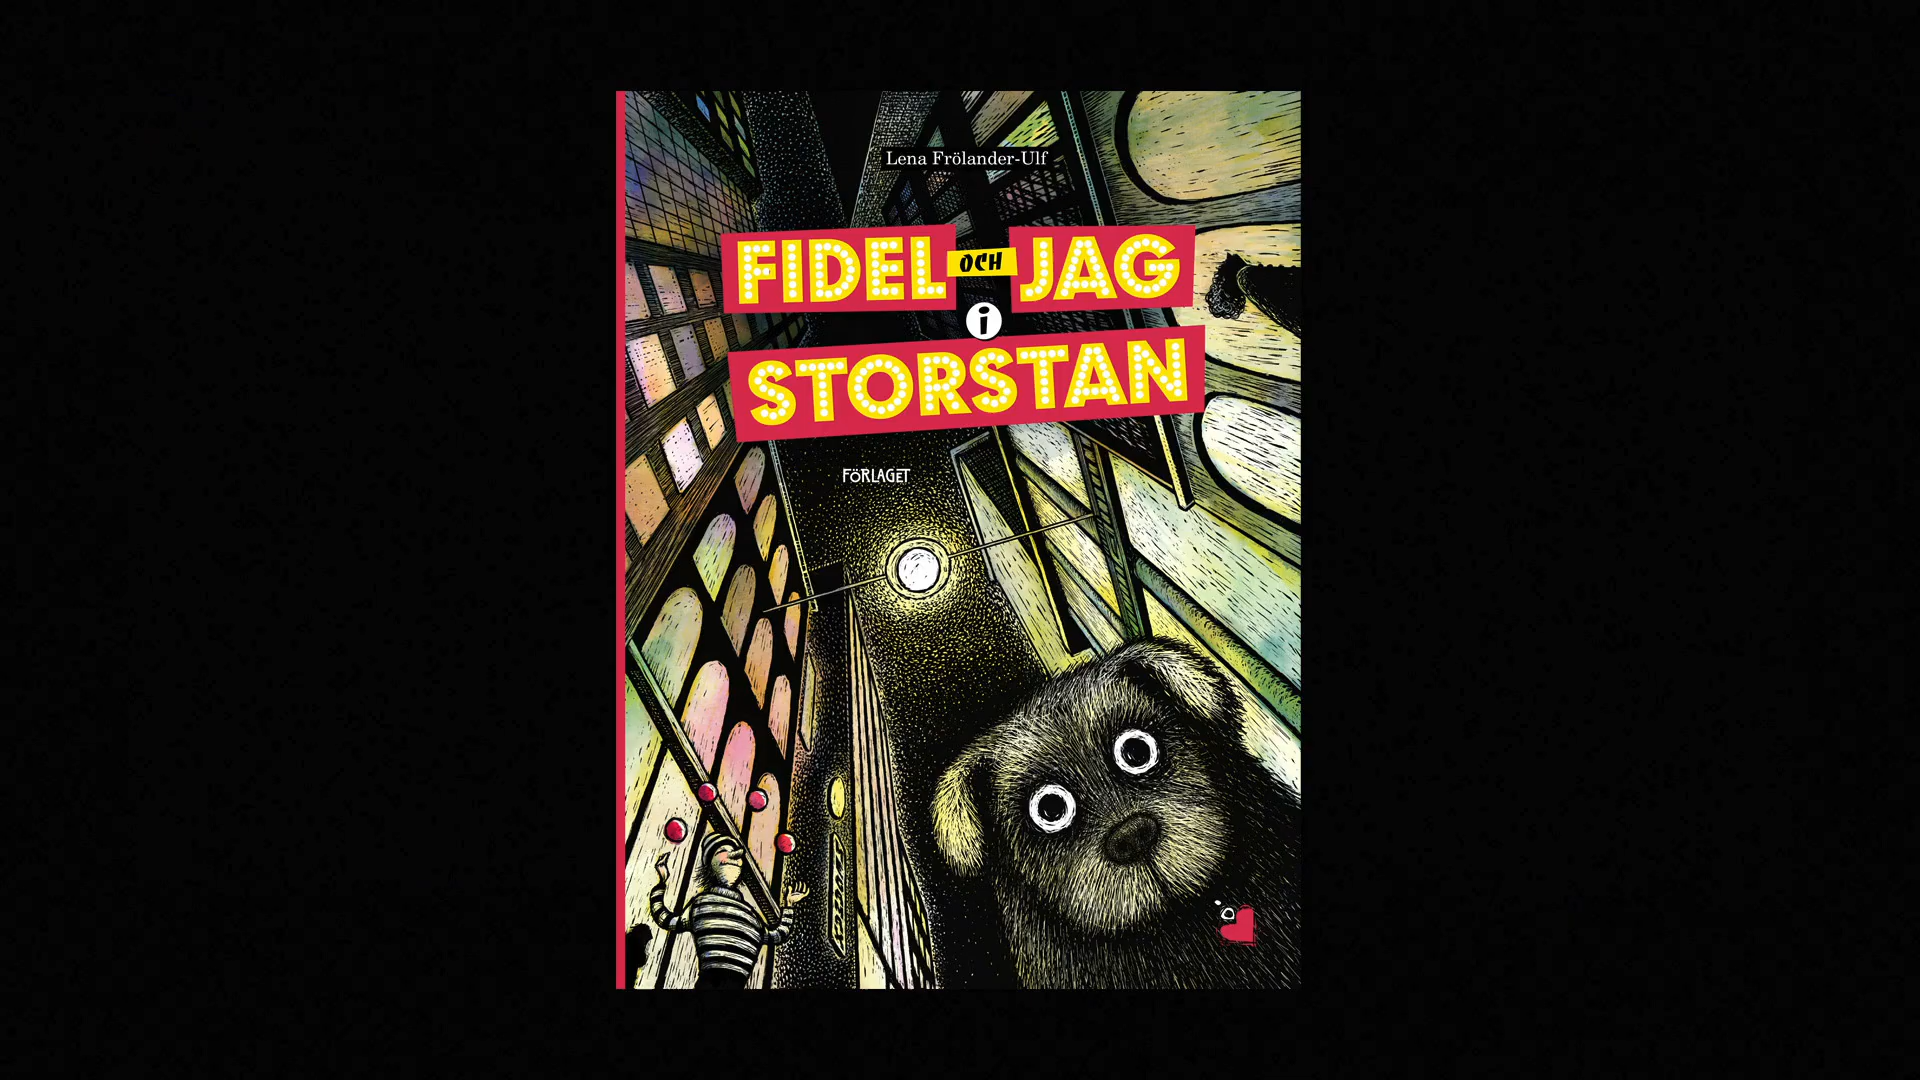 Lena Frölander-Ulf
FIDEL OCH JAG
i
STORSTAN
FÖRLAGET